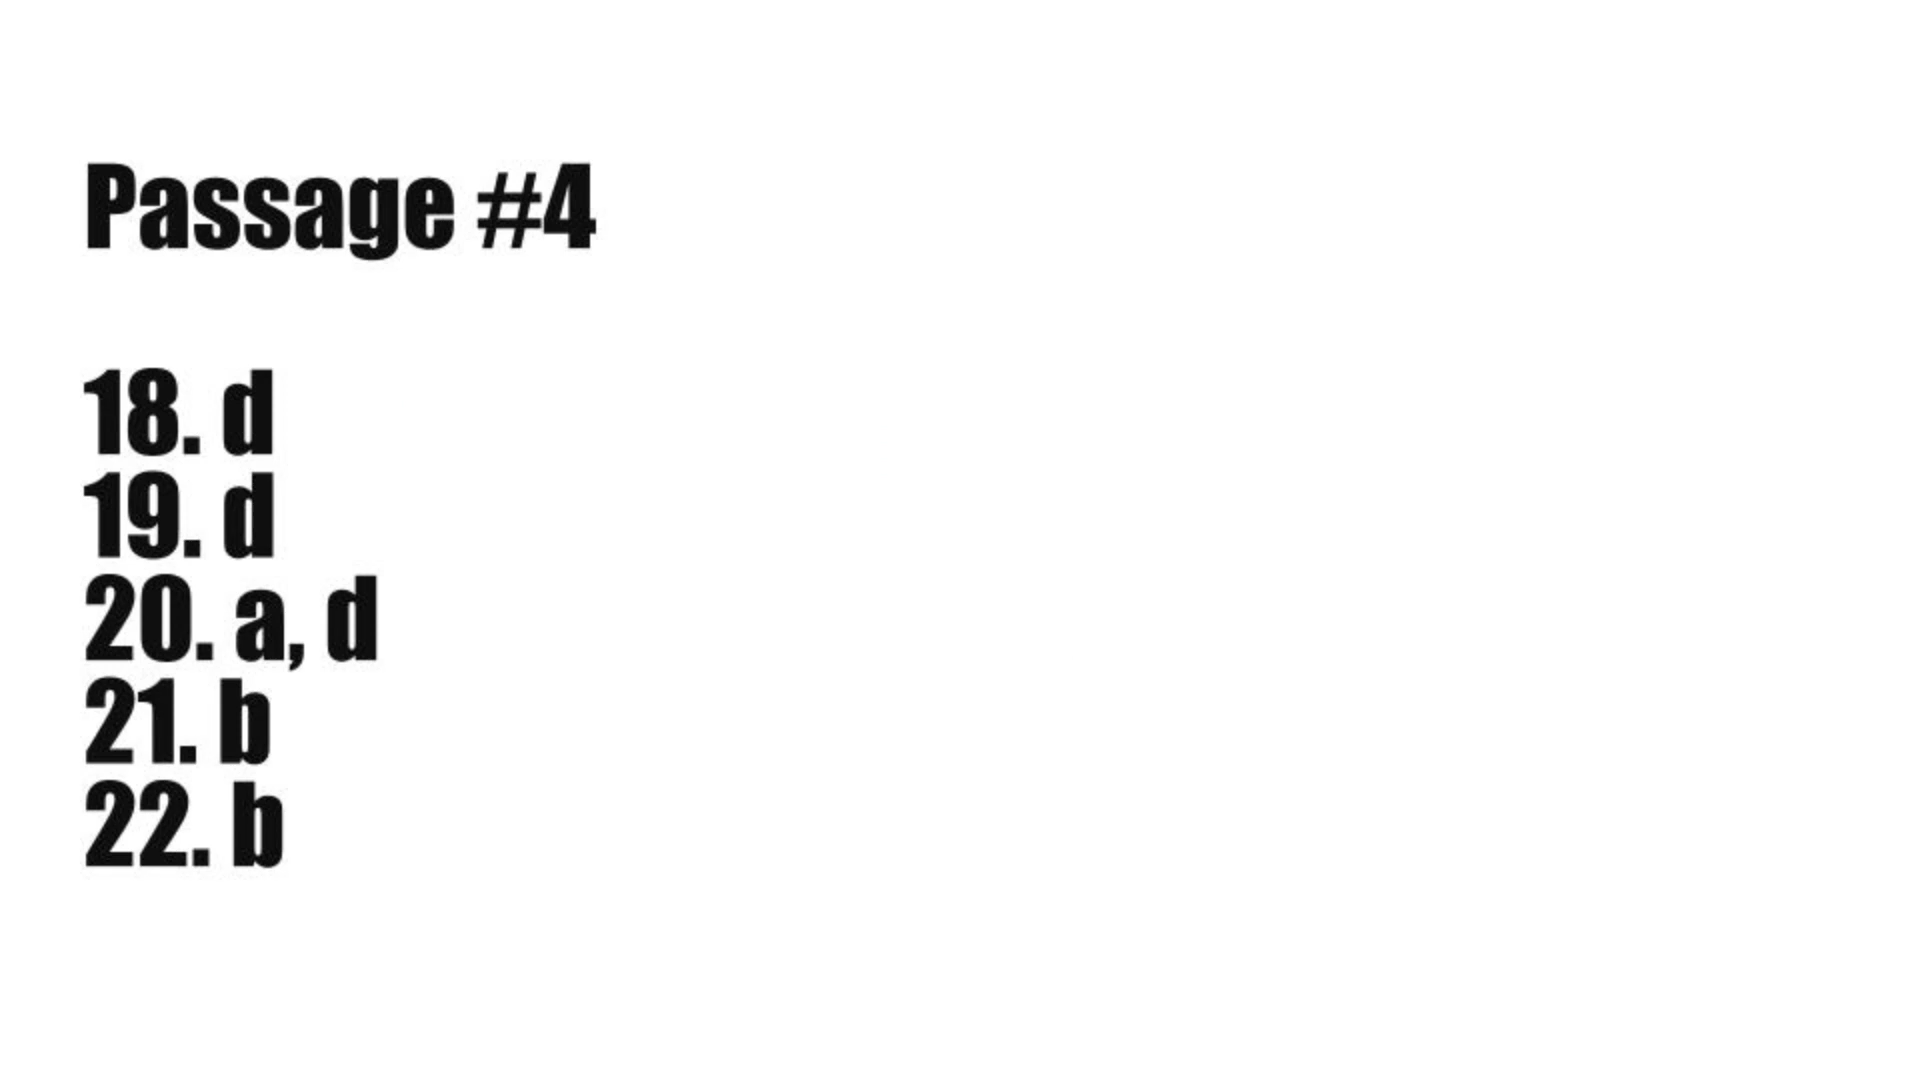 Passage #4
18. d
19. d
20. a, d
21. b
22. b